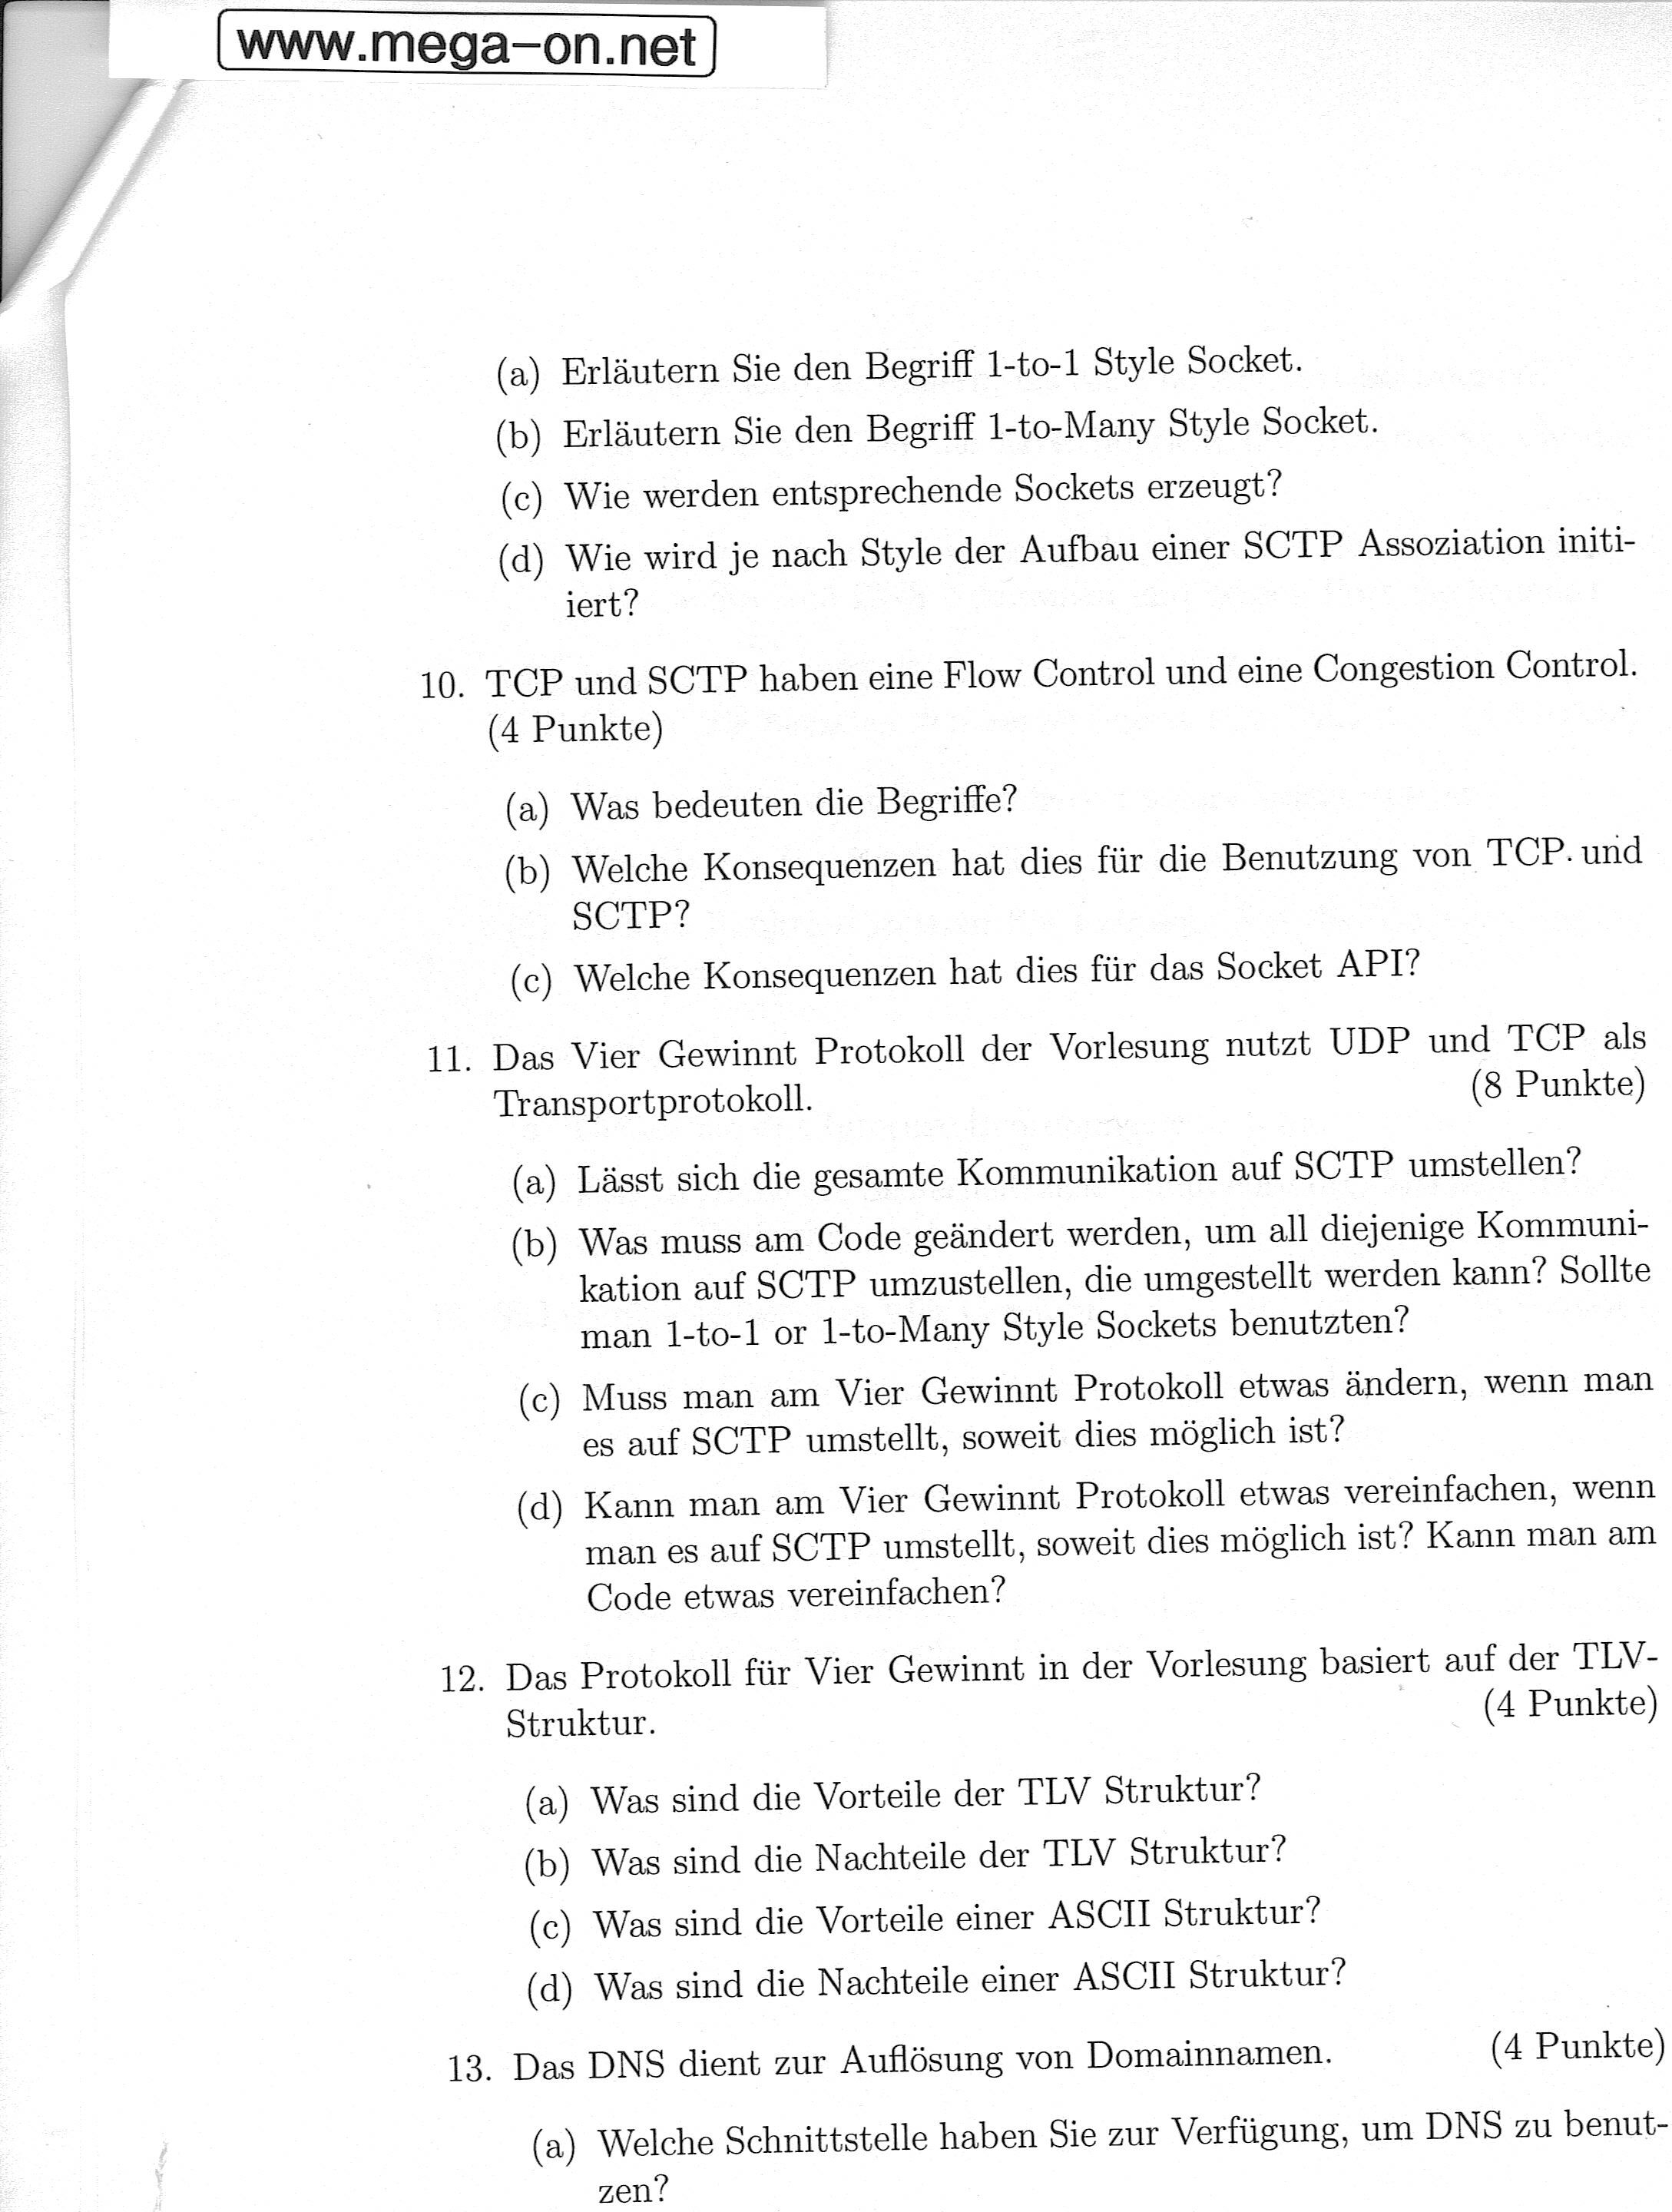 www.mega-on.net
(a) Erläutern Sie den Begriff 1-to-1 Style Socket.
(b) Erläutern Sie den Begriff 1-to-Many Style Socket.
(c) Wie werden entsprechende Sockets erzeugt?
(d) Wie wird je nach Style der Aufbau einer SCTP Assoziation initi-
iert?
10. TCP und SCTP haben eine Flow Control und eine Congestion Control.
(4 Punkte)
(a) Was bedeuten die Begriffe?
(b) Welche Konsequenzen hat dies für die Benutzung von TCP und
SCTP?
(c) Welche Konsequenzen hat dies für das Socket API?
11. Das Vier Gewinnt Protokoll der Vorlesung nutzt UDP und TCP als
Transportprotokoll. (8 Punkte)
(a) Lässt sich die gesamte Kommunikation auf SCTP umstellen?
(b) Was muss am Code geändert werden, um all diejenige Kommuni-
kation auf SCTP umzustellen, die umgestellt werden kann? Sollte
man 1-to-1 or 1-to-Many Style Sockets benutzten?
(c) Muss man am Vier Gewinnt Protokoll etwas ändern, wenn man
es auf SCTP umstellt, soweit dies möglich ist?
(d) Kann man am Vier Gewinnt Protokoll etwas vereinfachen, wenn
man es auf SCTP umstellt, soweit dies möglich ist? Kann man am
Code etwas vereinfachen?
12. Das Protokoll für Vier Gewinnt in der Vorlesung basiert auf der TLV-
Struktur. (4 Punkte)
(a) Was sind die Vorteile der TLV Struktur?
(b) Was sind die Nachteile der TLV Struktur?
(c) Was sind die Vorteile einer ASCII Struktur?
(d) Was sind die Nachteile einer ASCII Struktur?
13. Das DNS dient zur Auflösung von Domainnamen. (4 Punkte)
(a) Welche Schnittstelle haben Sie zur Verfügung, um DNS zu benut-
zen?